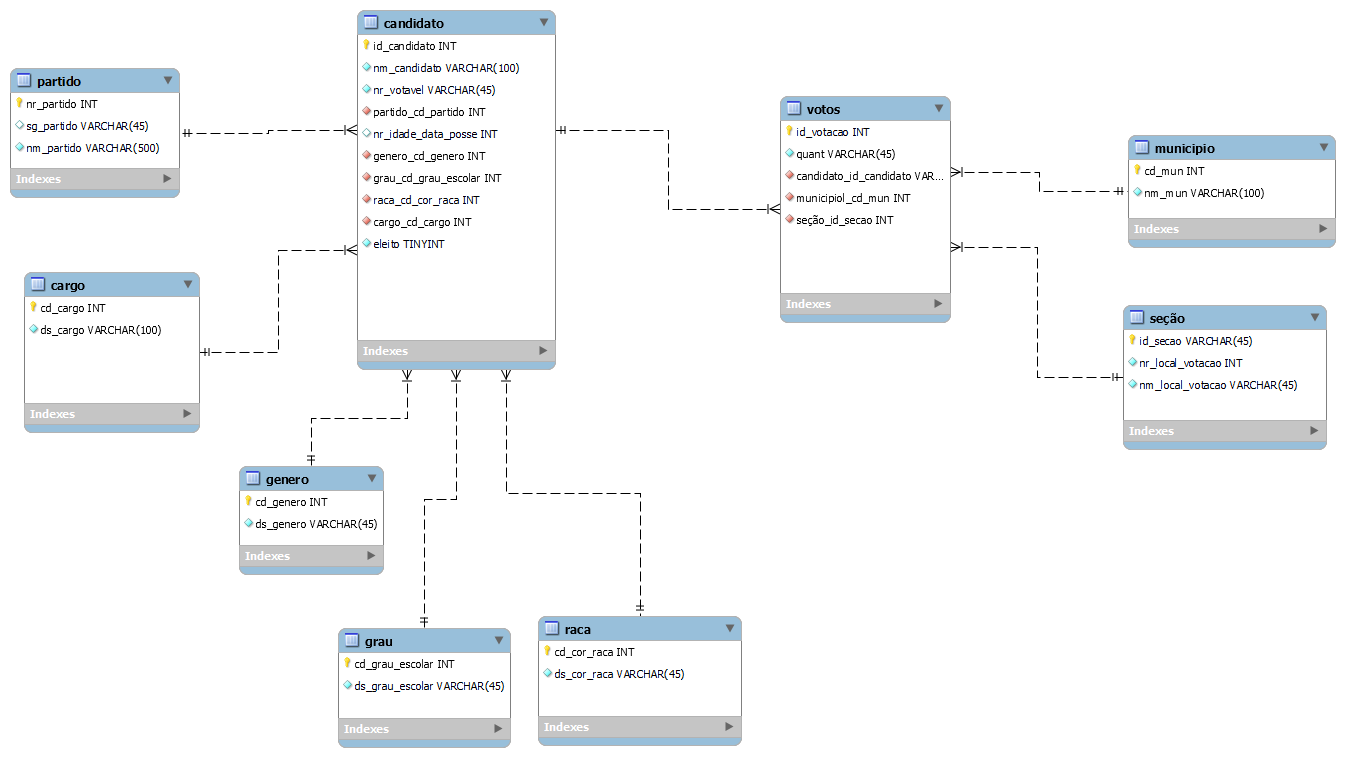 candidato
id_candidato INT
nm_candidato VARCHAR(100)
nr_votavel VARCHAR(45)
partido_cd_partido INT
nr_idade_data_posse INT
genero_cd_genero INT
grau_cd_grau_escolar INT
raca_cd_cor_raca INT
cargo_cd_cargo INT
eleito TINYINT
Indexes
partido
nr_partido INT
sg_partido VARCHAR(45)
nm_partido VARCHAR(500)
Indexes
cargo
cd_cargo INT
ds_cargo VARCHAR(100)
Indexes
votos
id_votacao INT
quant VARCHAR(45)
candidato_id_candidato VAR...
municipiol_cd_mun INT
seção_id_secao INT
Indexes
municipio
cd_mun INT
nm_mun VARCHAR(100)
Indexes
seção
id_secao VARCHAR(45)
nr_local_votacao INT
nm_local_votacao VARCHAR(45)
Indexes
genero
cd_genero INT
ds_genero VARCHAR(45)
Indexes
grau
cd_grau_escolar INT
ds_grau_escolar VARCHAR(45)
Indexes
raca
cd_cor_raca INT
ds_cor_raca VARCHAR(45)
Indexes